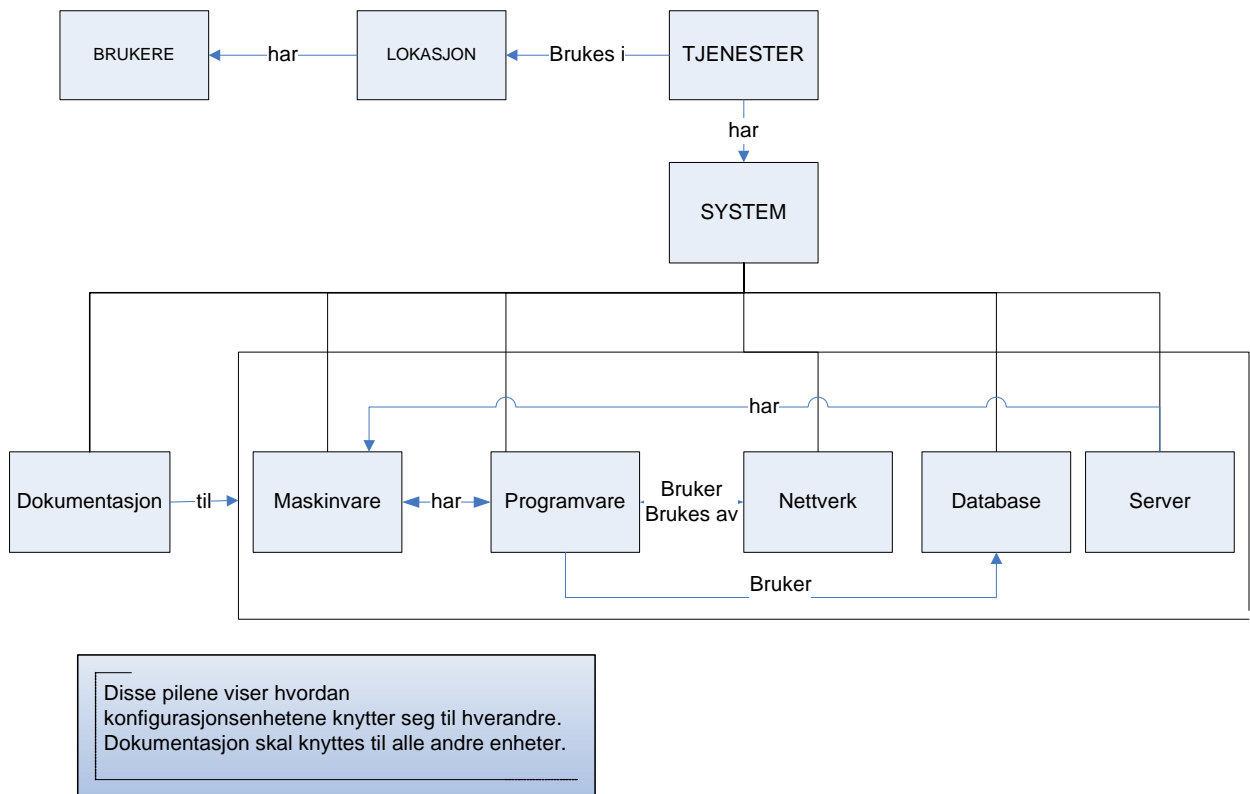 BRUKERE
har
LOKASJON
Brukes i
TJENESTER
har
SYSTEM
har
Dokumentasjon
til
Maskinvare
har
Programvare
Bruker
Brukes av
Nettverk
Database
Server
Bruker
Disse pilene viser hvordan
konfigurasjonsenhetene knytter seg til hverandre.
Dokumentasjon skal knyttes til alle andre enheter.